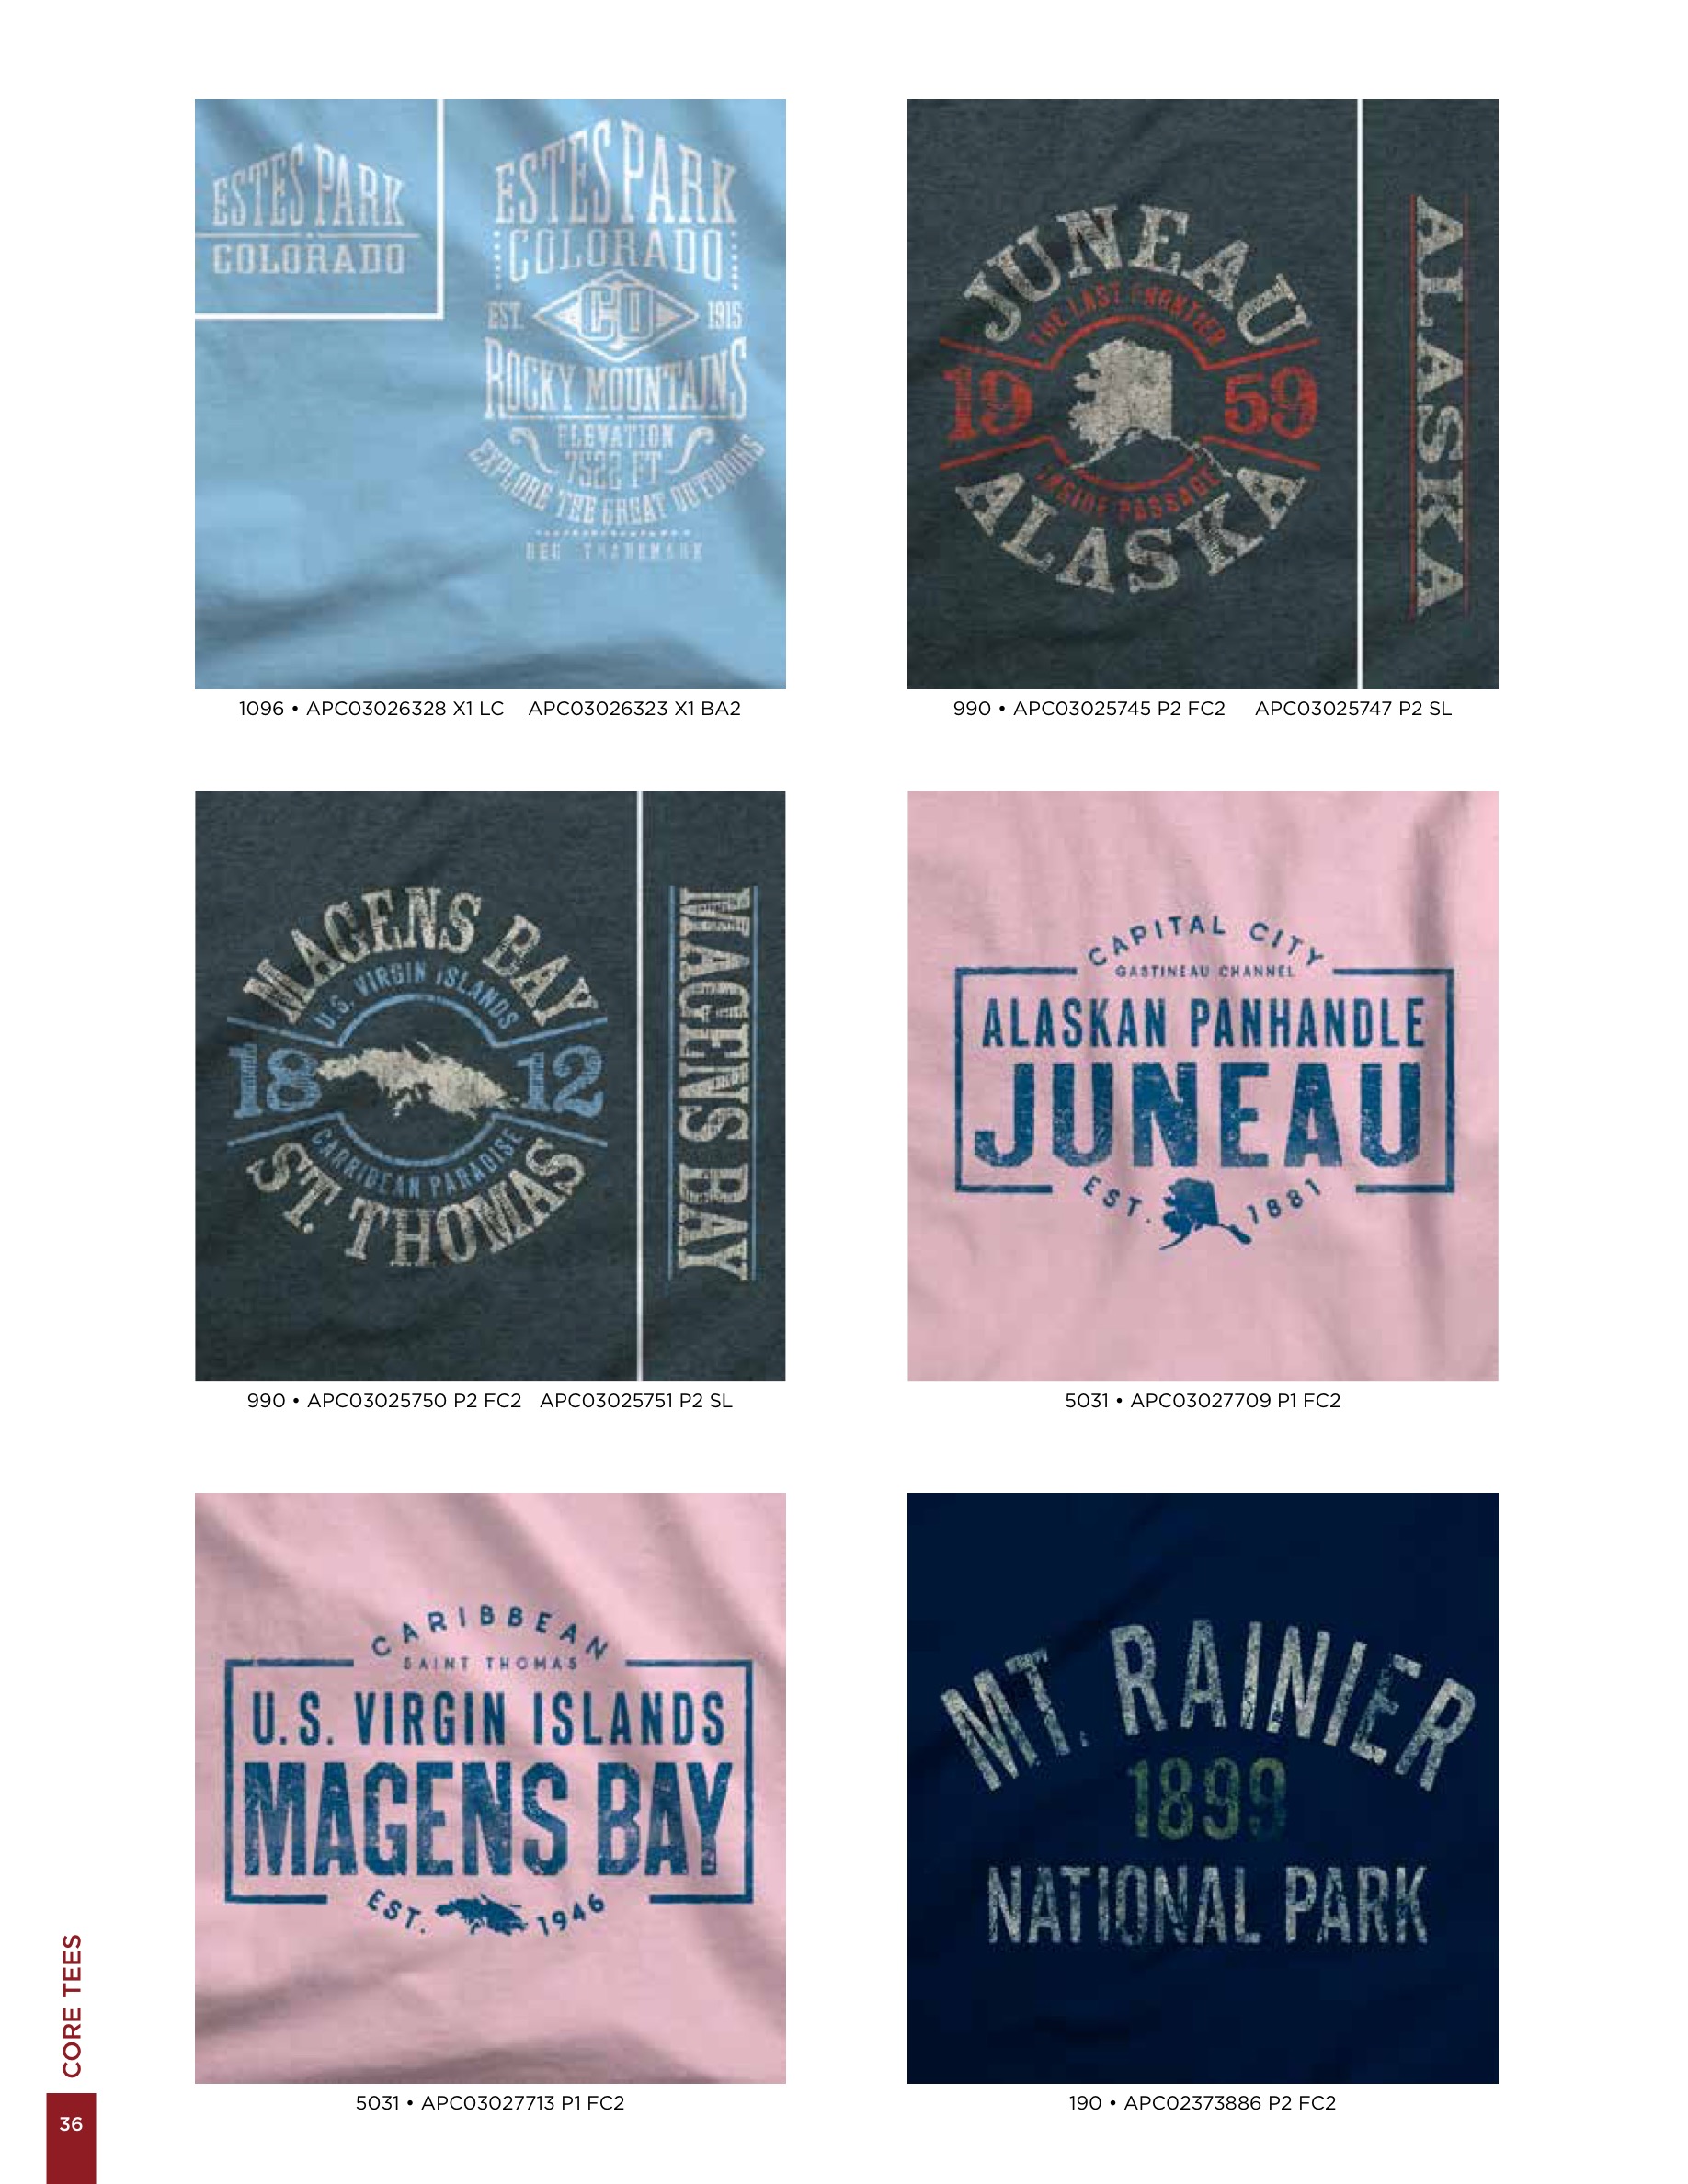 ESTES PARK
COLORADO
ESTES PARK
COLORADO
EST. CO 1915
ROCKY MOUNTAINS
ELEVATION
7522 FT
EXPLORE THE GREAT OUTDOORS
REG TRADEMARK
1096 • APC03026328 X1 LC APC03026323 X1 BA2
JUNEAU
THE LAST FRONTIER
19 59
INSIDE PASSAGE
ALASKA
ALASKA
990 • APC03025745 P2 FC2 APC03025747 P2 SL
MAGENS BAY
U.S. VIRGIN ISLANDS
18 12
CARRIBEAN PARADISE
ST. THOMAS
MAGENS BAY
990 • APC03025750 P2 FC2 APC03025751 P2 SL
CAPITAL CITY
GASTINEAU CHANNEL
ALASKAN PANHANDLE
JUNEAU
EST. 1881
5031 • APC03027709 P1 FC2
CARIBBEAN
SAINT THOMAS
U.S. VIRGIN ISLANDS
MAGENS BAY
EST. 1946
5031 • APC03027713 P1 FC2
MT. RAINIER
1899
NATIONAL PARK
190 • APC02373886 P2 FC2
CORE TEES
36